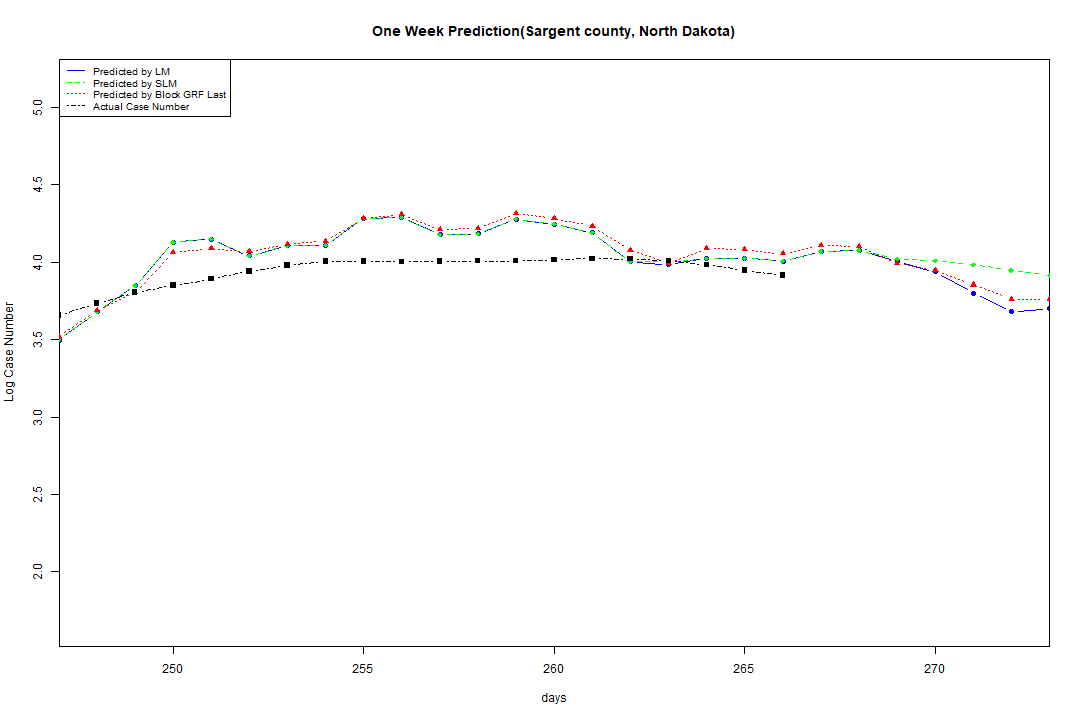 One Week Prediction(Sargent county, North Dakota)
Predicted by LM
Predicted by SLM
Predicted by Block GRF Last
Actual Case Number
5.0
4.5
4.0
3.5
3.0
2.5
2.0
Log Case Number
250 255 260 265 270
days